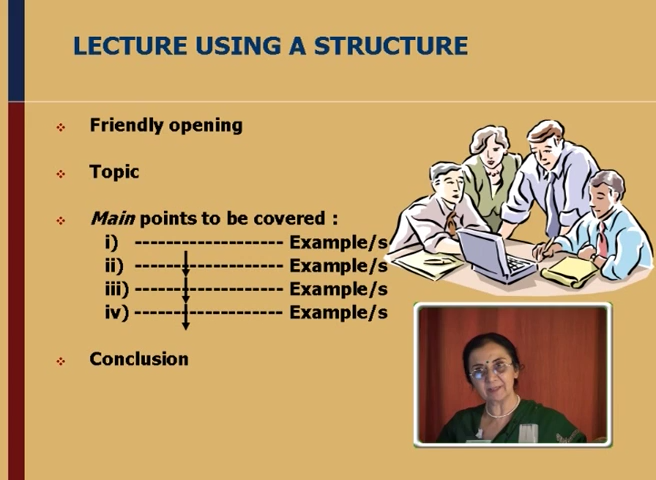 LECTURE USING A STRUCTURE
Friendly opening
Topic
Main points to be covered :
i) ------------------- Example/s
ii) ------------------- Example/s
iii) ------------------- Example/s
iv) ------------------- Example/s
Conclusion